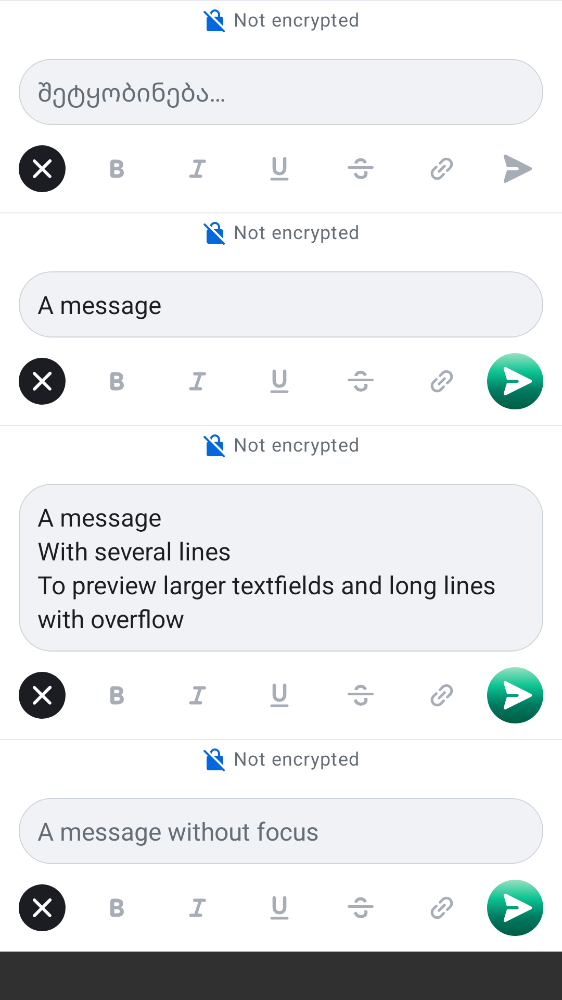 Not encrypted
შეტყობინება...
B I U S
Not encrypted
A message
B I U S
Not encrypted
A message
With several lines
To preview larger textfields and long lines
with overflow
B I U S
Not encrypted
A message without focus
B I U S